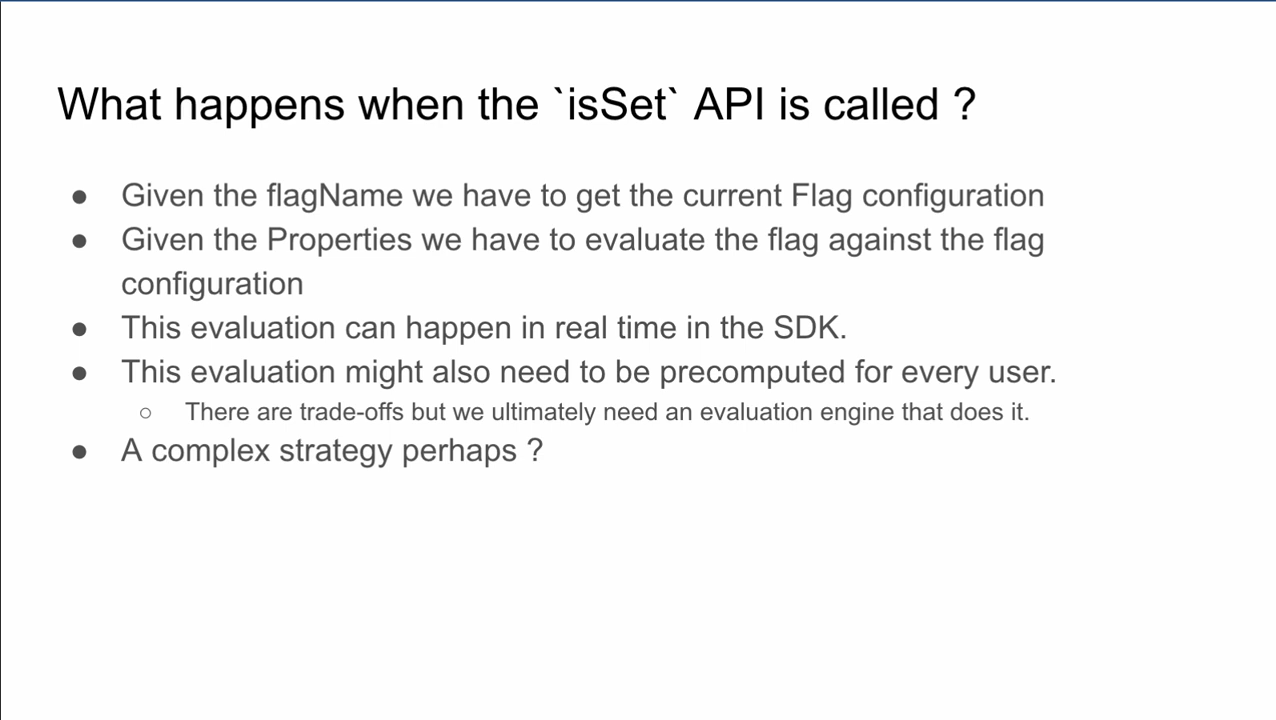 What happens when the `isSet` API is called ?
● Given the flagName we have to get the current Flag configuration
● Given the Properties we have to evaluate the flag against the flag
configuration
● This evaluation can happen in real time in the SDK.
● This evaluation might also need to be precomputed for every user.
○ There are trade-offs but we ultimately need an evaluation engine that does it.
● A complex strategy perhaps ?